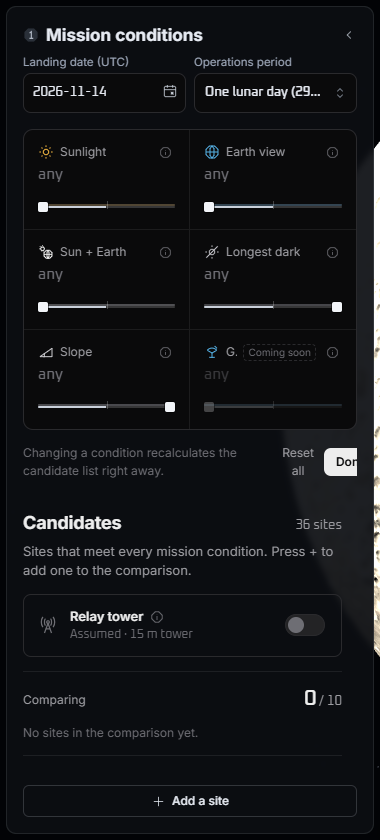 1 Mission conditions
Landing date (UTC) Operations period
2026-11-14 One lunar day (29...
Sunlight Earth view
any any
Sun + Earth Longest dark
any any
Slope G. Coming soon
any any
Changing a condition recalculates the Reset
candidate list right away. all Don
Candidates 36 sites
Sites that meet every mission condition. Press + to
add one to the comparison.
Relay tower
Assumed · 15 m tower
Comparing 0 / 10
No sites in the comparison yet.
+ Add a site